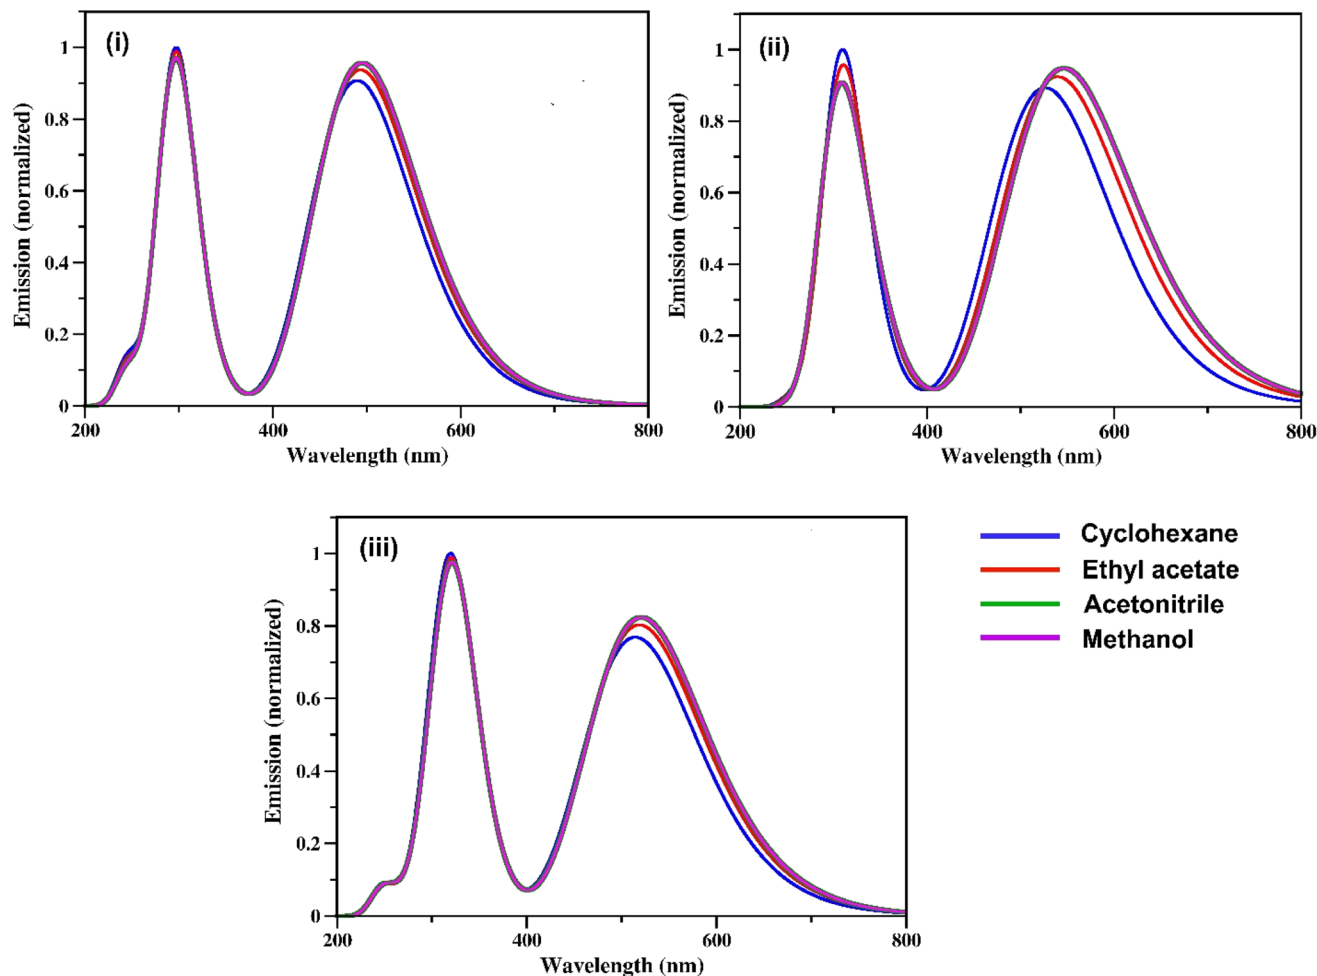 (i)
Emission (normalized)
1
0.8
0.6
0.4
0.2
0
200
400
600
800
Wavelength (nm)
(ii)
Emission (normalized)
1
0.8
0.6
0.4
0.2
0
200
400
600
800
Wavelength (nm)
(iii)
Emission (normalized)
1
0.8
0.6
0.4
0.2
0
200
400
600
800
Wavelength (nm)
Cyclohexane
Ethyl acetate
Acetonitrile
Methanol